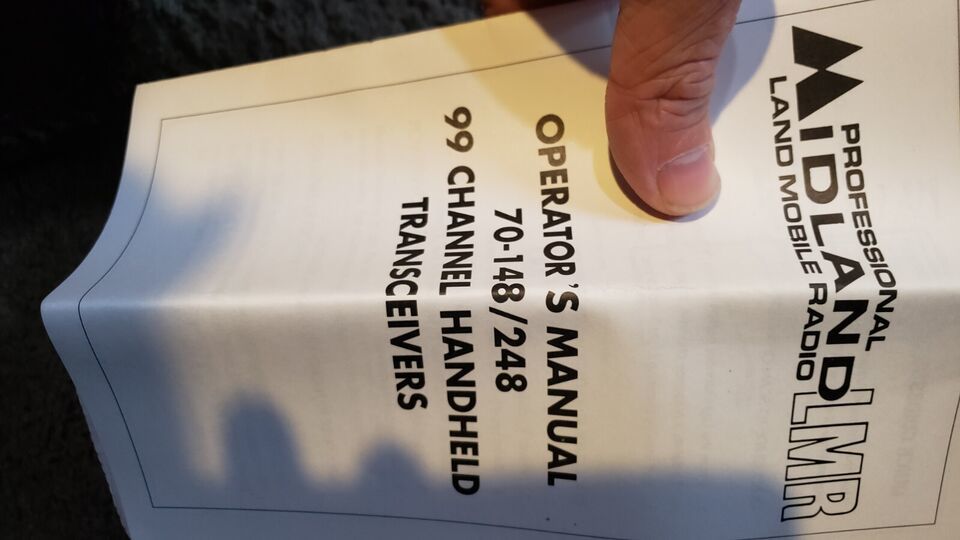 PROFESSIONAL
MIDLAND LMR
LAND MOBILE RADIO
OPERATOR'S MANUAL
70-148/248
99 CHANNEL HANDHELD
TRANSCEIVERS